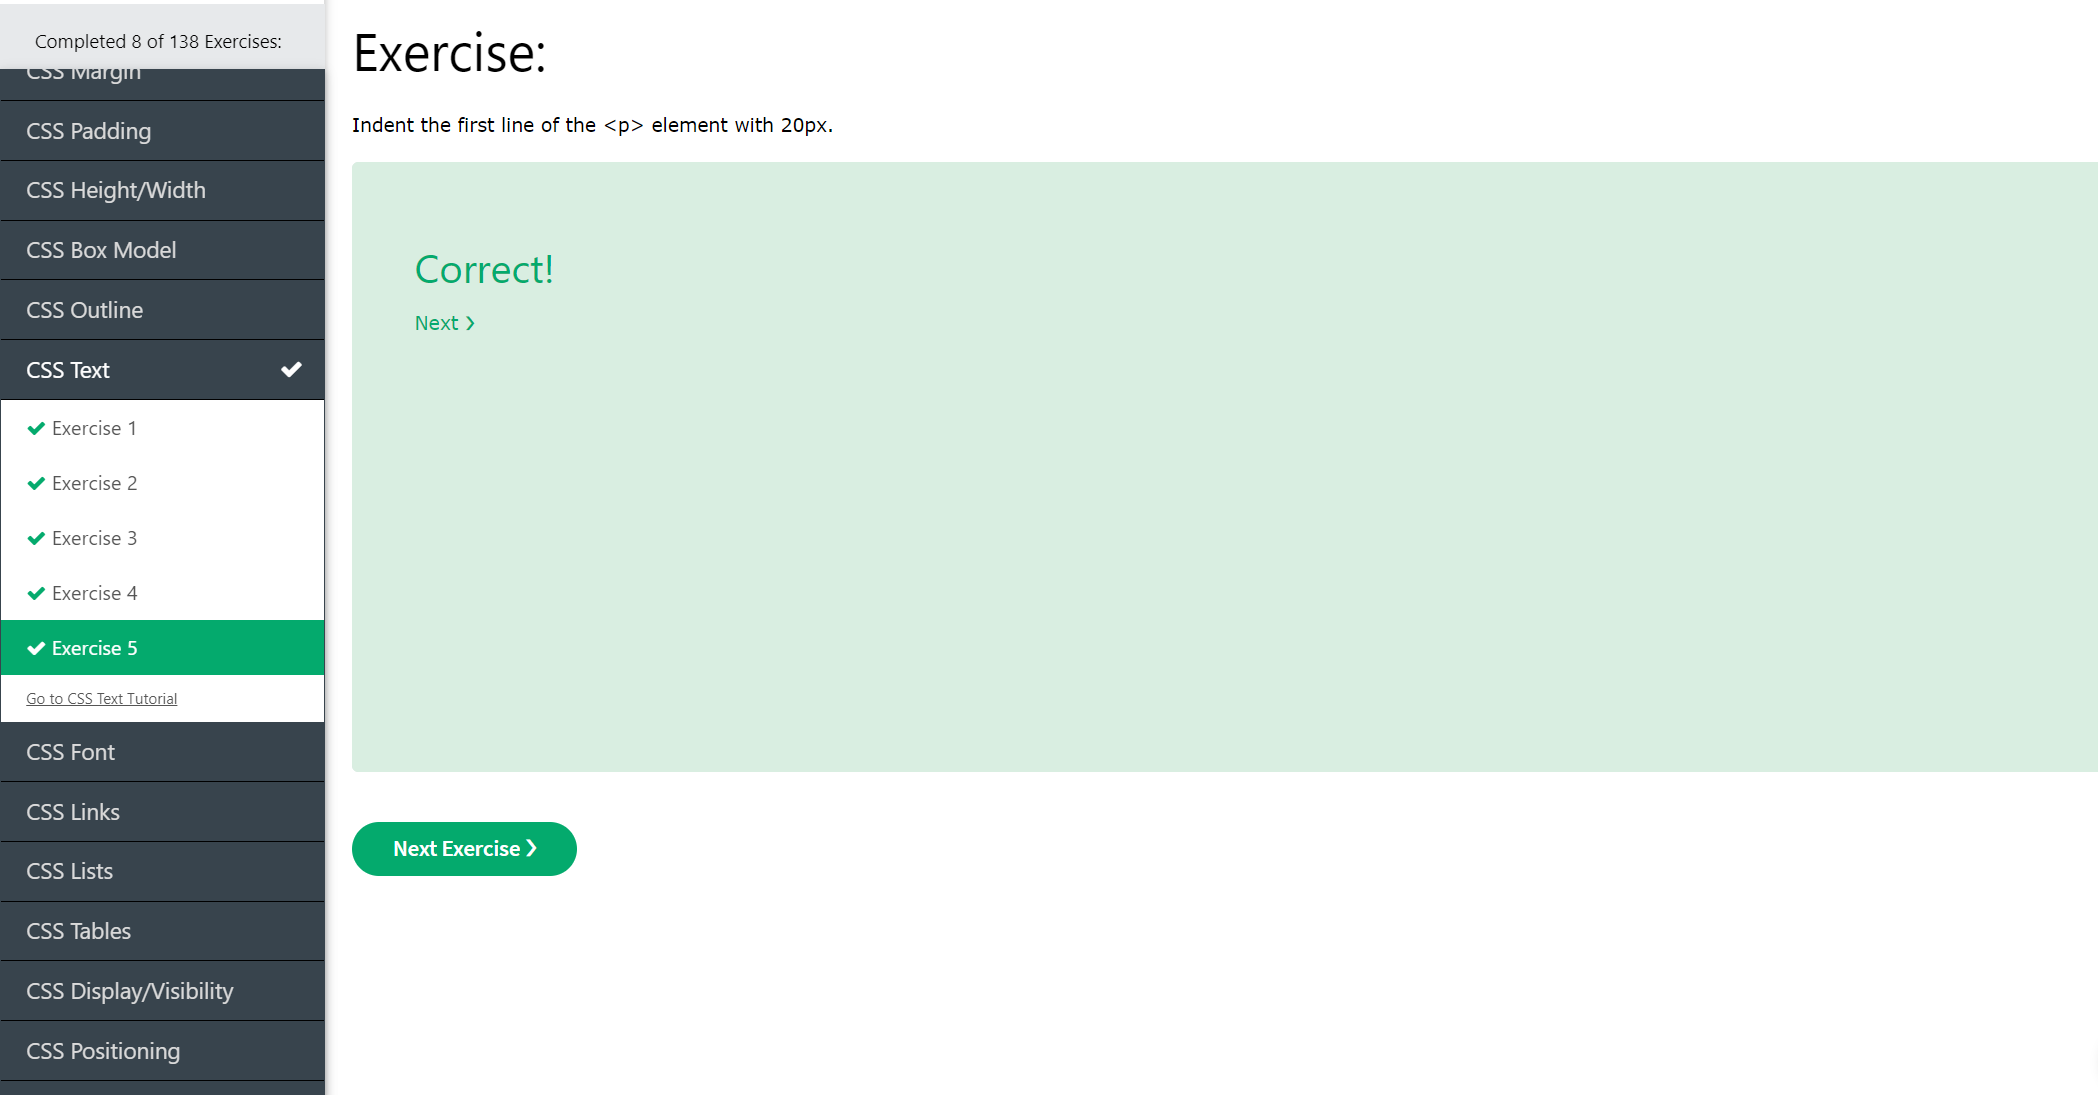 Completed 8 of 138 Exercises:
CSS Margin
CSS Padding
CSS Height/Width
CSS Box Model
CSS Outline
CSS Text
Exercise 1
Exercise 2
Exercise 3
Exercise 4
Exercise 5
Go to CSS Text Tutorial
CSS Font
CSS Links
CSS Lists
CSS Tables
CSS Display/Visibility
CSS Positioning
Exercise:
Indent the first line of the <p> element with 20px.
Correct!
Next ❯
Next Exercise ❯